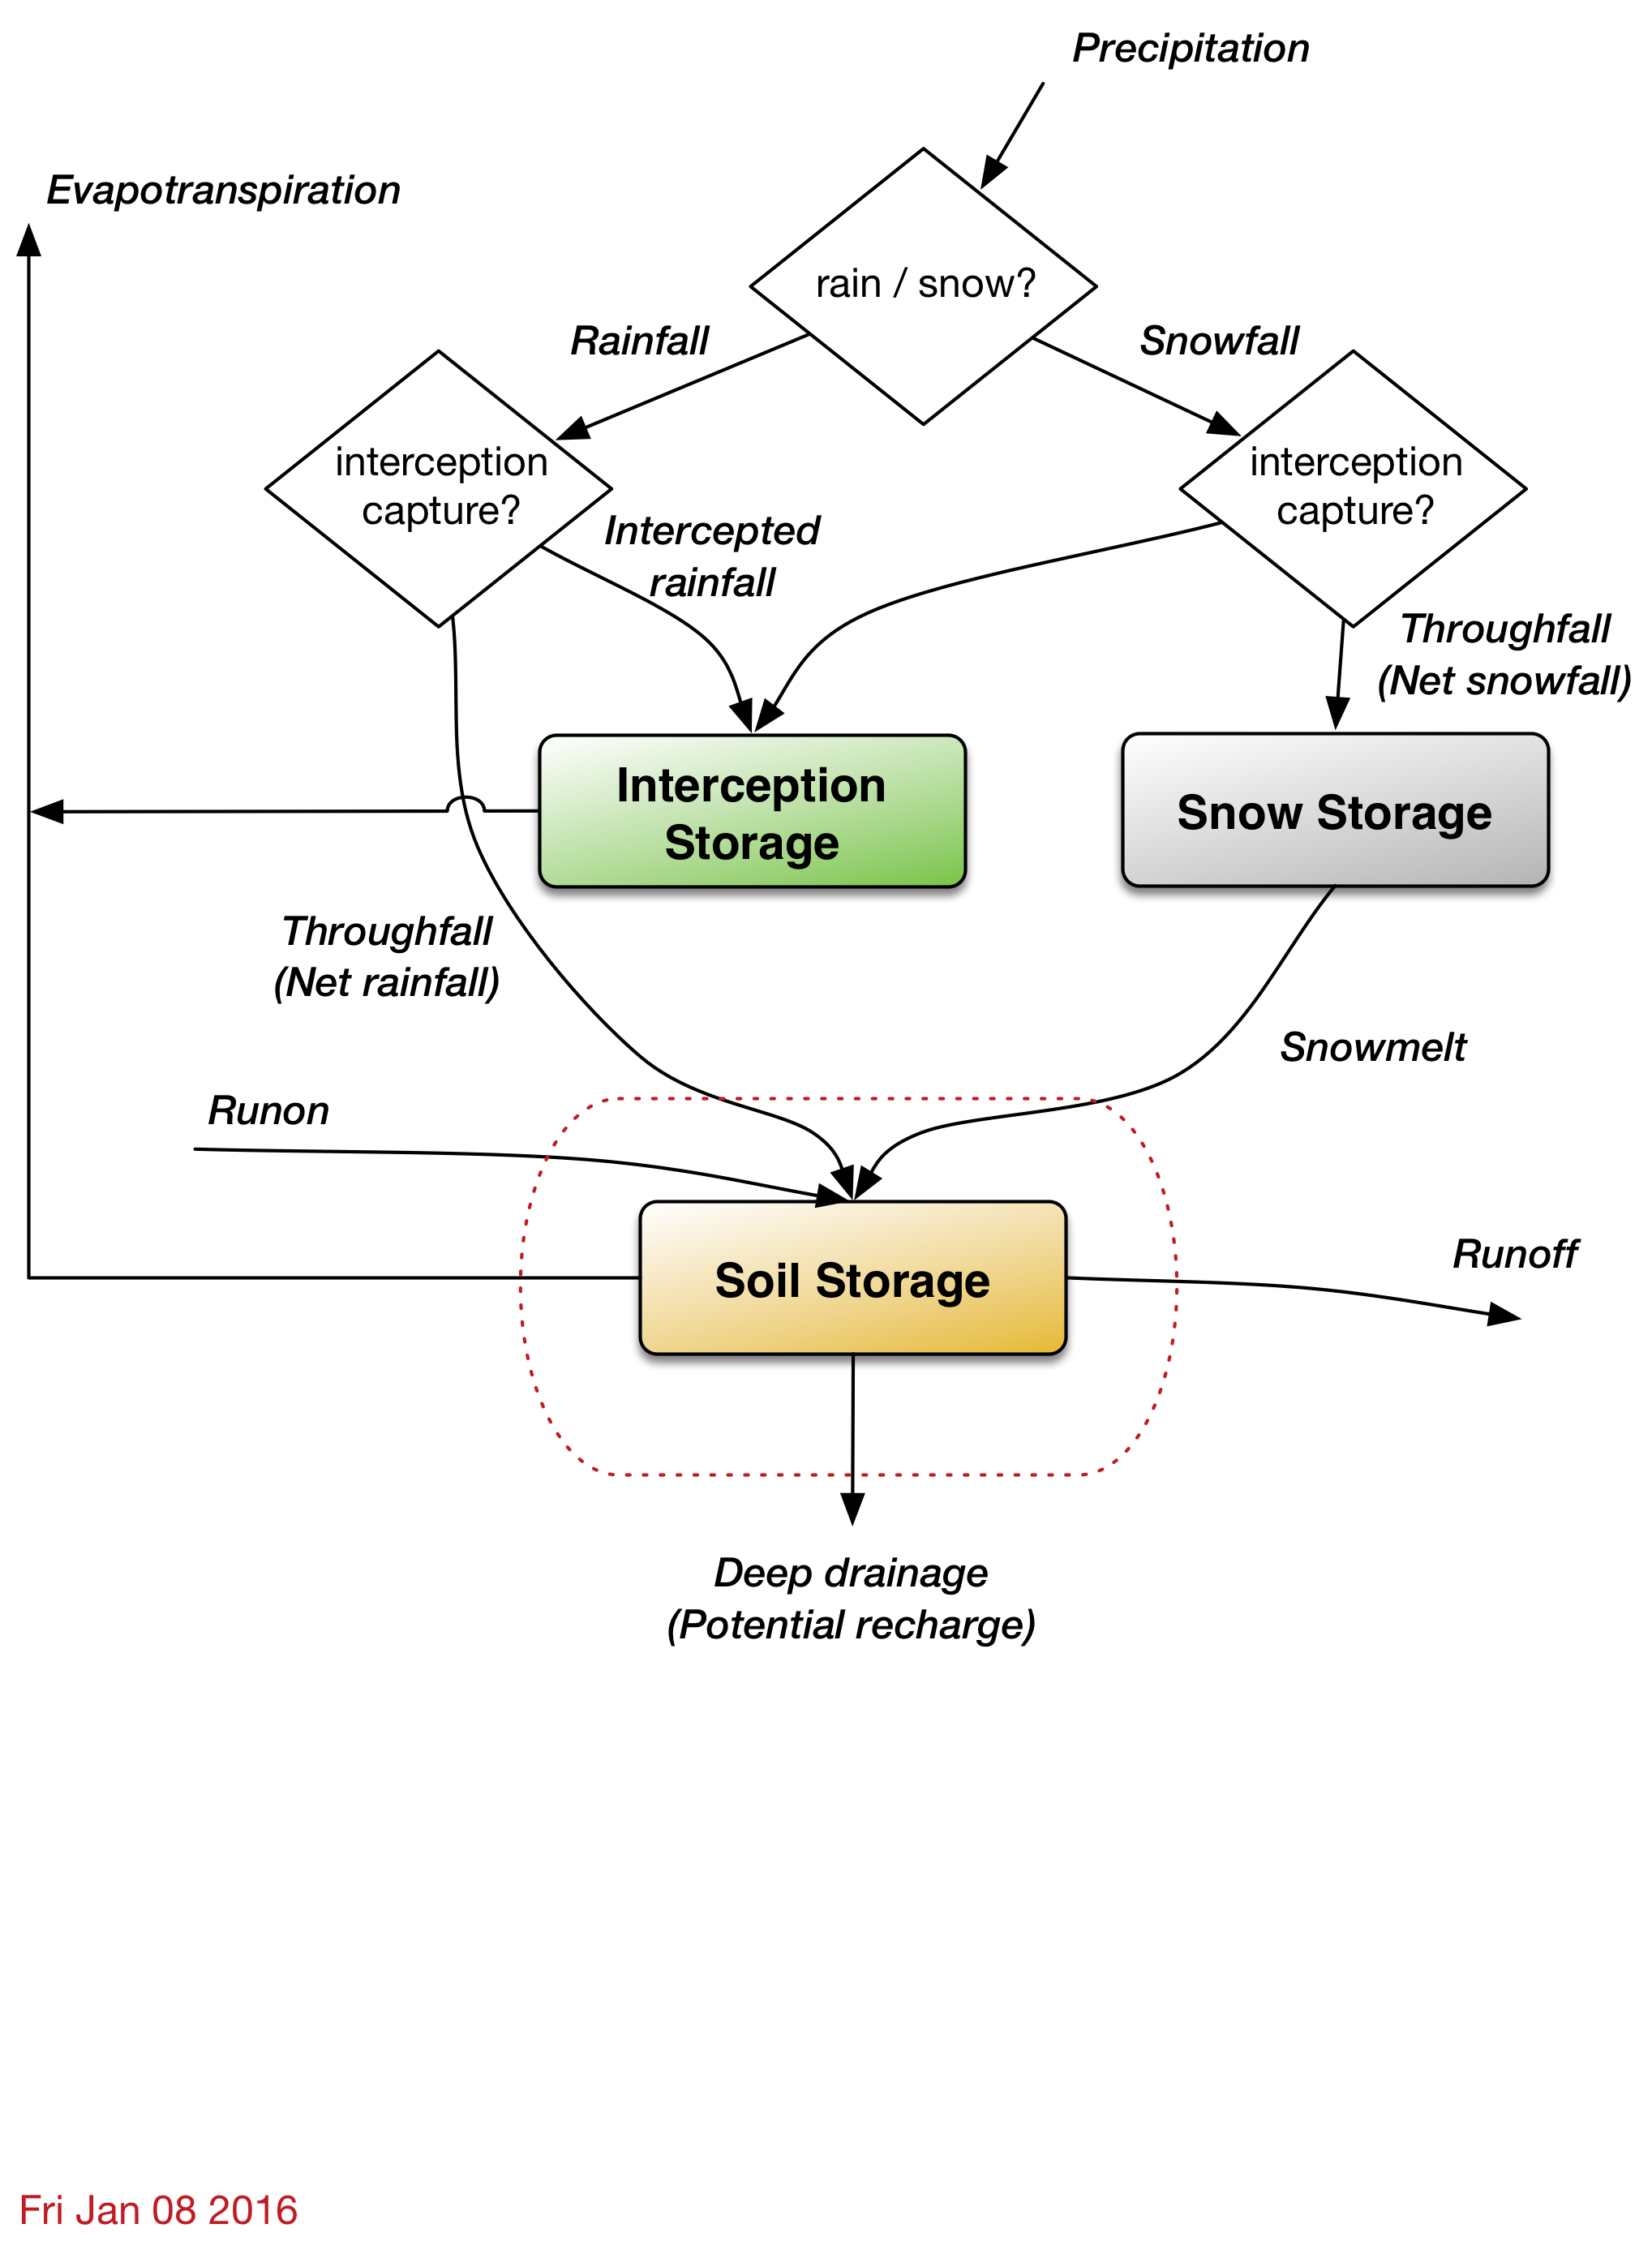 Precipitation
Evapotranspiration
rain / snow?
Rainfall
Snowfall
interception
capture?
interception
capture?
Intercepted
rainfall
Throughfall
(Net snowfall)
Interception
Storage
Snow Storage
Throughfall
(Net rainfall)
Snowmelt
Runon
Runoff
Soil Storage
Deep drainage
(Potential recharge)
Fri Jan 08 2016